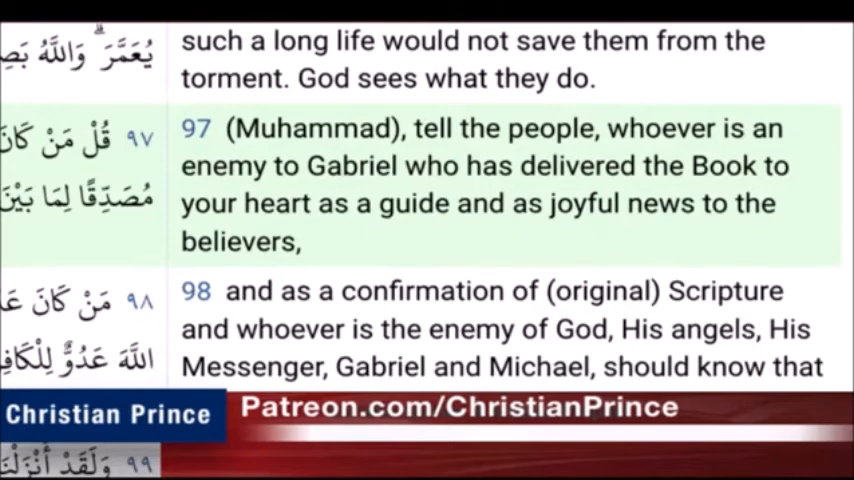 يُعَمَّرَ ۗ وَاللَّهُ
such a long life would not save them from the
torment. God sees what they do.
٩٧ قُلْ مَنْ
97 (Muhammad), tell the people, whoever is an
enemy to Gabriel who has delivered the Book to
مُصَدِّقًا لِمَا
your heart as a guide and as joyful news to the
believers,
٩٨ مَنْ كَانَ
98 and as a confirmation of (original) Scripture
and whoever is the enemy of God, His angels, His
اللَّهَ عَدُوٌّ
Messenger, Gabriel and Michael, should know that
Christian Prince
Patreon.com/ChristianPrince
٩٩ وَلَقَدْ